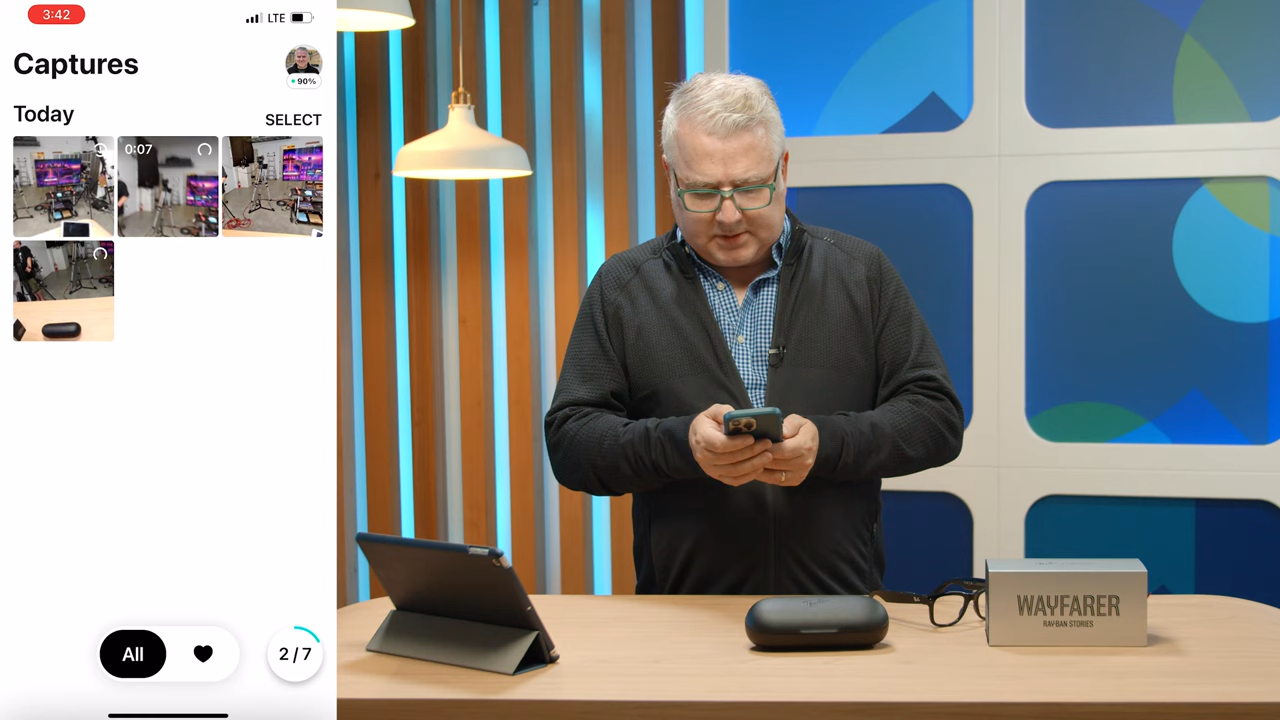 3:42
LTE
Captures
90%
Today
SELECT
0:07
All
2/7
WAYFARER
RAY-BAN STORIES